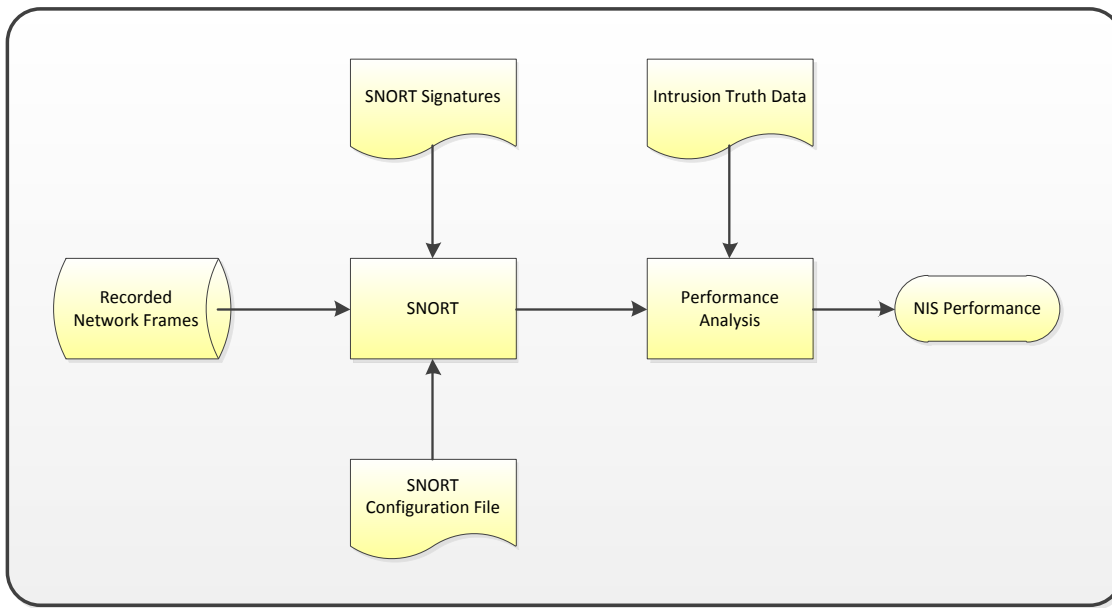 SNORT Signatures
Intrusion Truth Data
Recorded
Network Frames
SNORT
Performance
Analysis
NIS Performance
SNORT
Configuration File